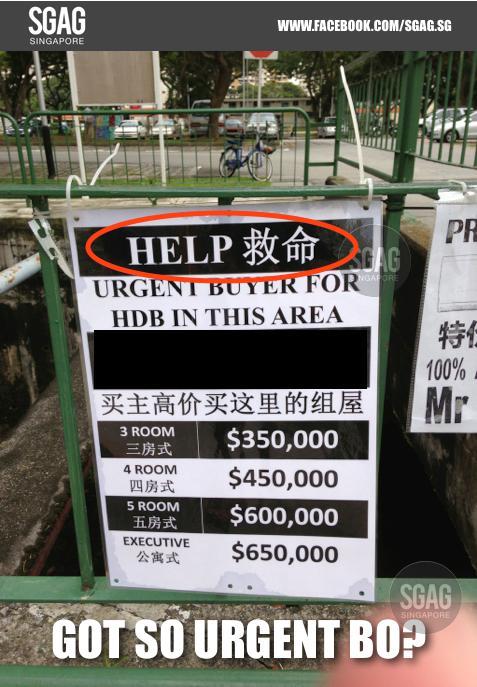 SGAG
SINGAPORE
WWW.FACEBOOK.COM/SGAG.SG
HELP 救命
URGENT BUYER FOR
HDB IN THIS AREA
买主高价买这里的组屋
3 ROOM
三房式
$350,000
4 ROOM
四房式
$450,000
5 ROOM
五房式
$600,000
EXECUTIVE
公寓式
$650,000
PR
100%
Mr
SGAG
SINGAPORE
SGAG
SINGAPORE
GOT SO URGENT BO?